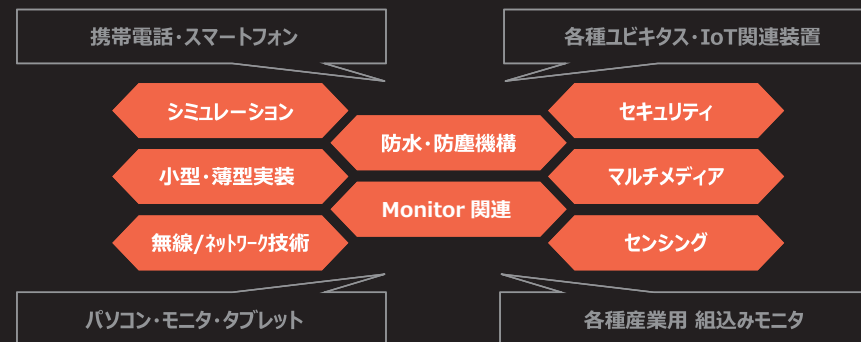 携帯電話・スマートフォン
各種ユビキタス・IoT関連装置
シミュレーション
セキュリティ
防水・防塵機構
小型・薄型実装
マルチメディア
Monitor 関連
無線/ネットワーク技術
センシング
パソコン・モニタ・タブレット
各種産業用 組込みモニタ